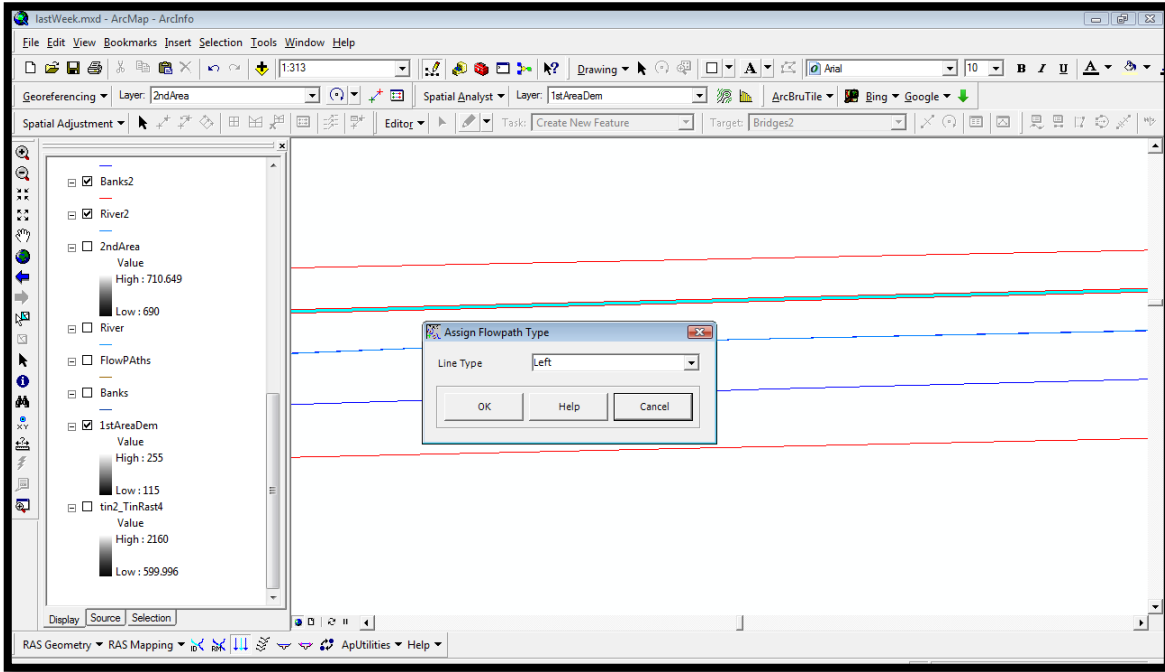 lastWeek.mxd - ArcMap - ArcInfo
File Edit View Bookmarks Insert Selection Tools Window Help
1:313 Drawing A Arial 10 B I U A
Georeferencing Layer: 2ndArea Spatial Analyst Layer: 1stAreaDem ArcBruTile Bing Google
Spatial Adjustment Editor Task: Create New Feature Target: Bridges2
Banks2
River2
2ndArea
Value
High : 710.649
Low : 690
River
FlowPAths
Banks
1stAreaDem
Value
High : 255
Low : 115
tin2_TinRast4
Value
High : 2160
Low : 599.996
Assign Flowpath Type
Line Type Left
OK Help Cancel
Display Source Selection
RAS Geometry RAS Mapping ID ApUtilities Help